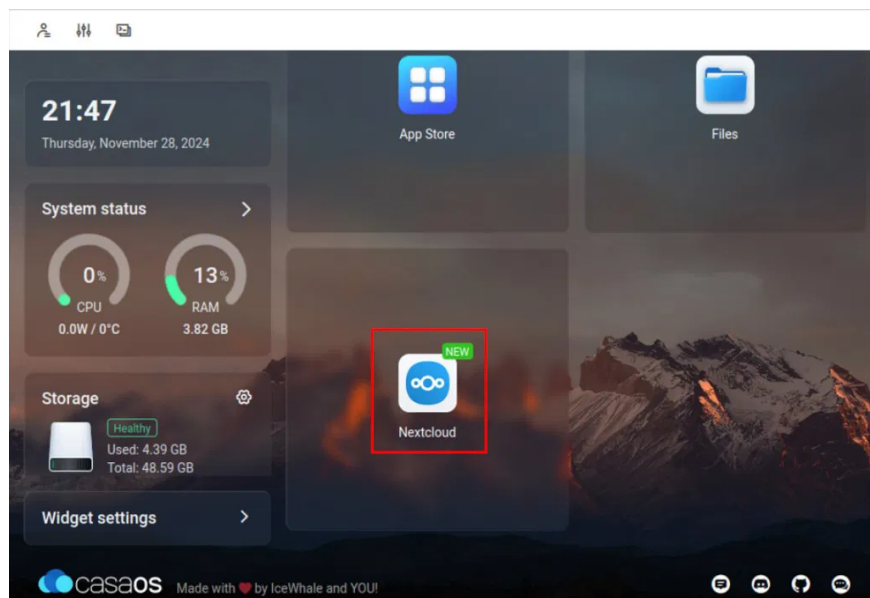 21:47
Thursday, November 28, 2024
System status
0%
CPU
0.0W / 0°C
13%
RAM
3.82 GB
Storage
Healthy
Used: 4.39 GB
Total: 48.59 GB
Widget settings
App Store
Files
NEW
Nextcloud
casaos
Made with ❤ by IceWhale and YOU!